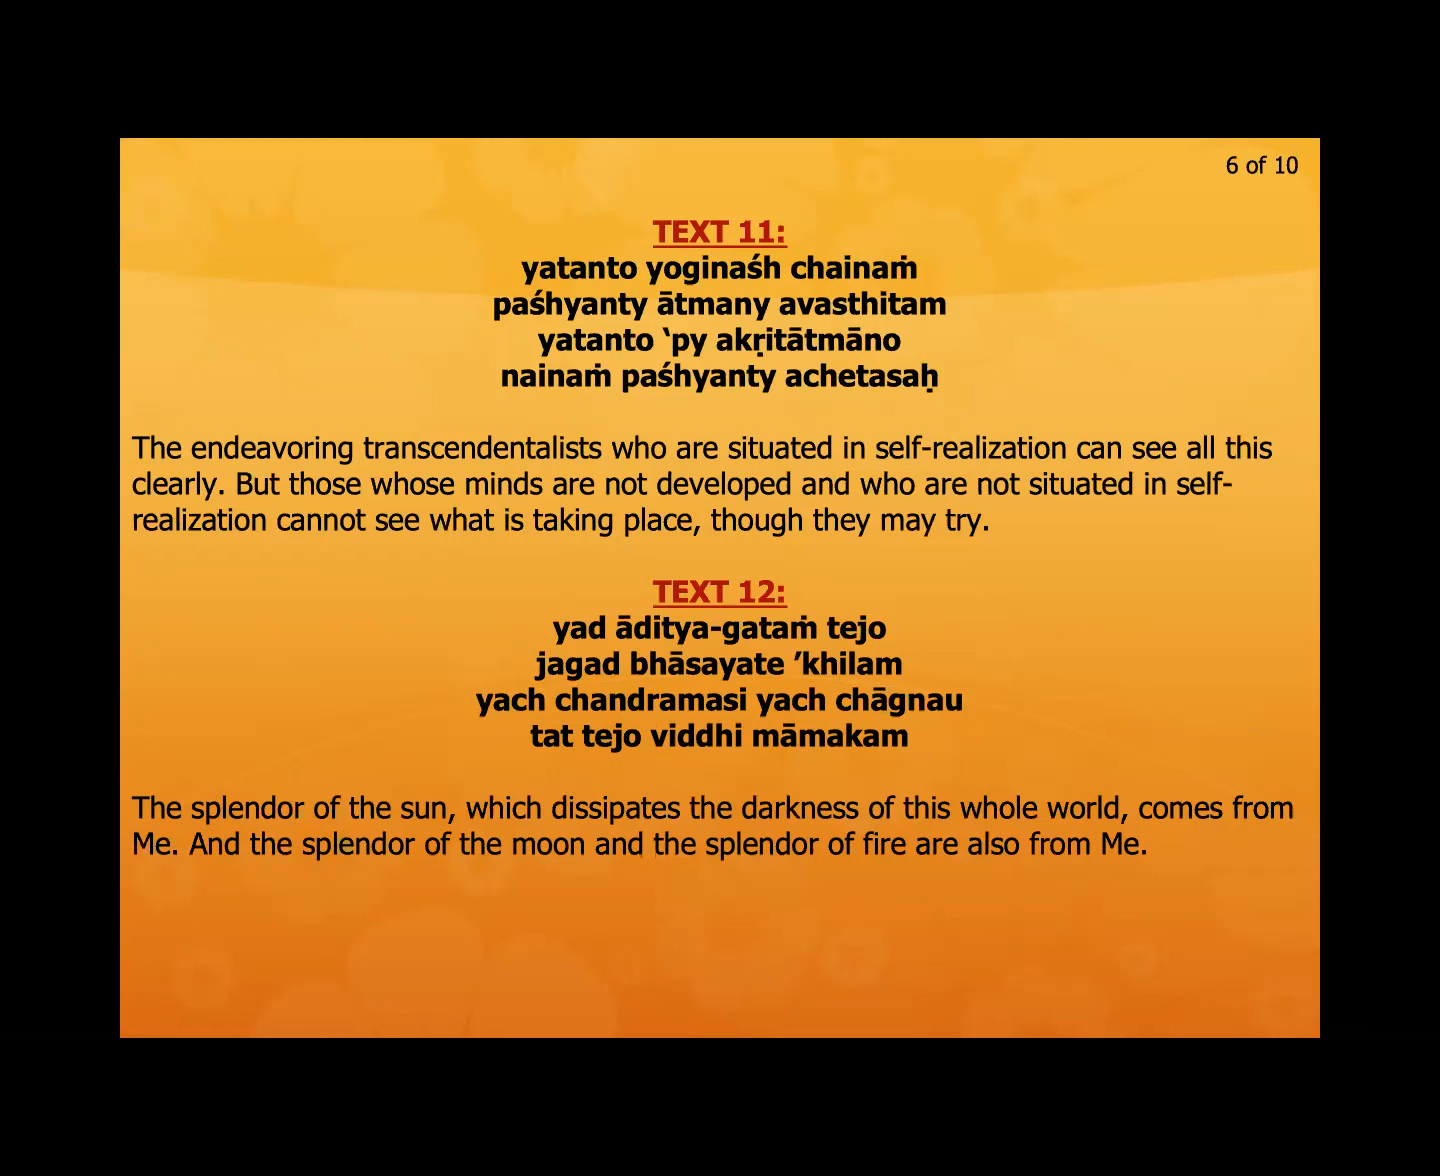 6 of 10
TEXT 11:
yatanto yoginaśh chainaṁ
paśhyanty ātmany avasthitam
yatanto ‘py akṛitātmāno
nainaṁ paśhyanty achetasaḥ
The endeavoring transcendentalists who are situated in self-realization can see all this
clearly. But those whose minds are not developed and who are not situated in self-
realization cannot see what is taking place, though they may try.
TEXT 12:
yad āditya-gataṁ tejo
jagad bhāsayate ’khilam
yach chandramasi yach chāgnau
tat tejo viddhi māmakam
The splendor of the sun, which dissipates the darkness of this whole world, comes from
Me. And the splendor of the moon and the splendor of fire are also from Me.